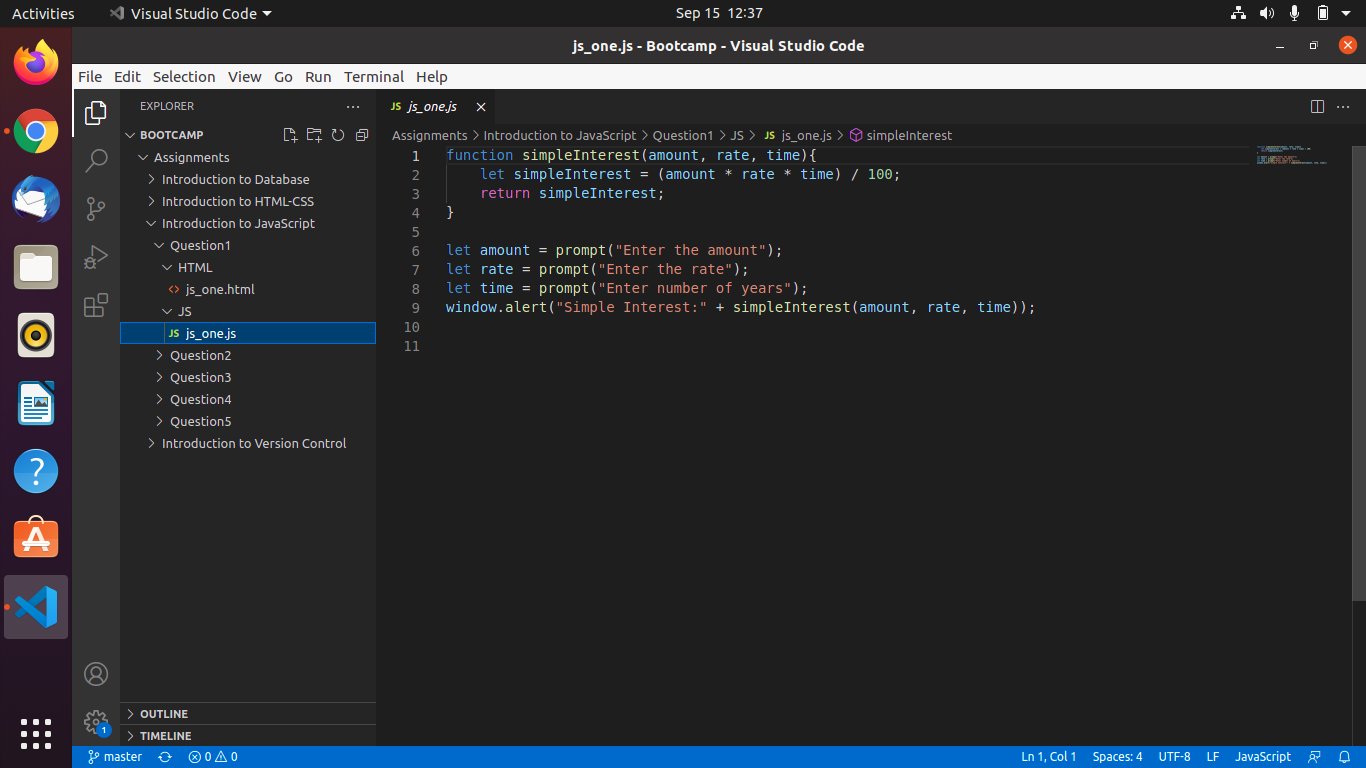 Activities
Visual Studio Code
Sep 15 12:37
js_one.js - Bootcamp - Visual Studio Code
File Edit Selection View Go Run Terminal Help
EXPLORER
BOOTCAMP
Assignments
Introduction to Database
Introduction to HTML-CSS
Introduction to JavaScript
Question1
HTML
<> js_one.html
JS
JS js_one.js
Question2
Question3
Question4
Question5
Introduction to Version Control
OUTLINE
TIMELINE
JS js_one.js
Assignments > Introduction to JavaScript > Question1 > JS > JS js_one.js > simpleInterest
1 function simpleInterest(amount, rate, time){
2     let simpleInterest = (amount * rate * time) / 100;
3     return simpleInterest;
4 }
5
6 let amount = prompt("Enter the amount");
7 let rate = prompt("Enter the rate");
8 let time = prompt("Enter number of years");
9 window.alert("Simple Interest:" + simpleInterest(amount, rate, time));
10
11
?
A
1
master
0 0
Ln 1, Col 1 Spaces: 4 UTF-8 LF JavaScript